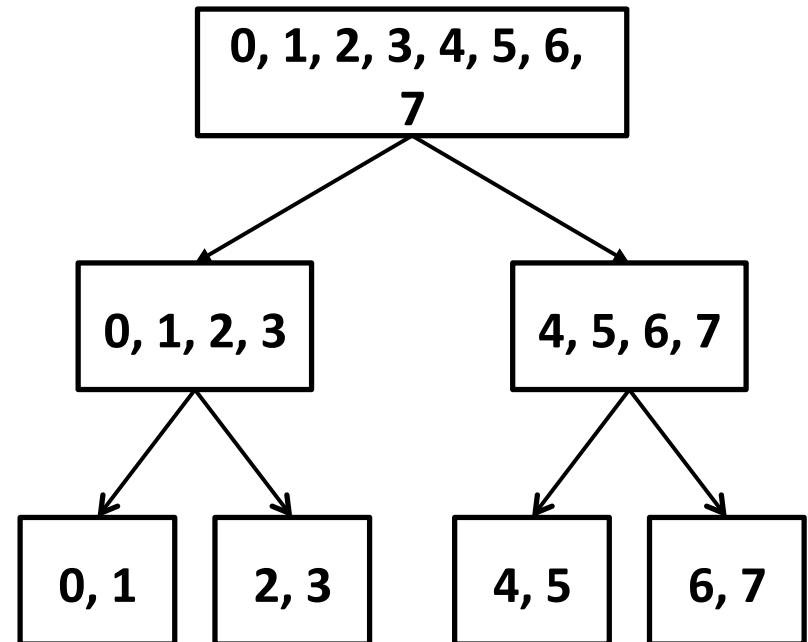 0, 1, 2, 3, 4, 5, 6,
7
0, 1, 2, 3
4, 5, 6, 7
0, 1
2, 3
4, 5
6, 7